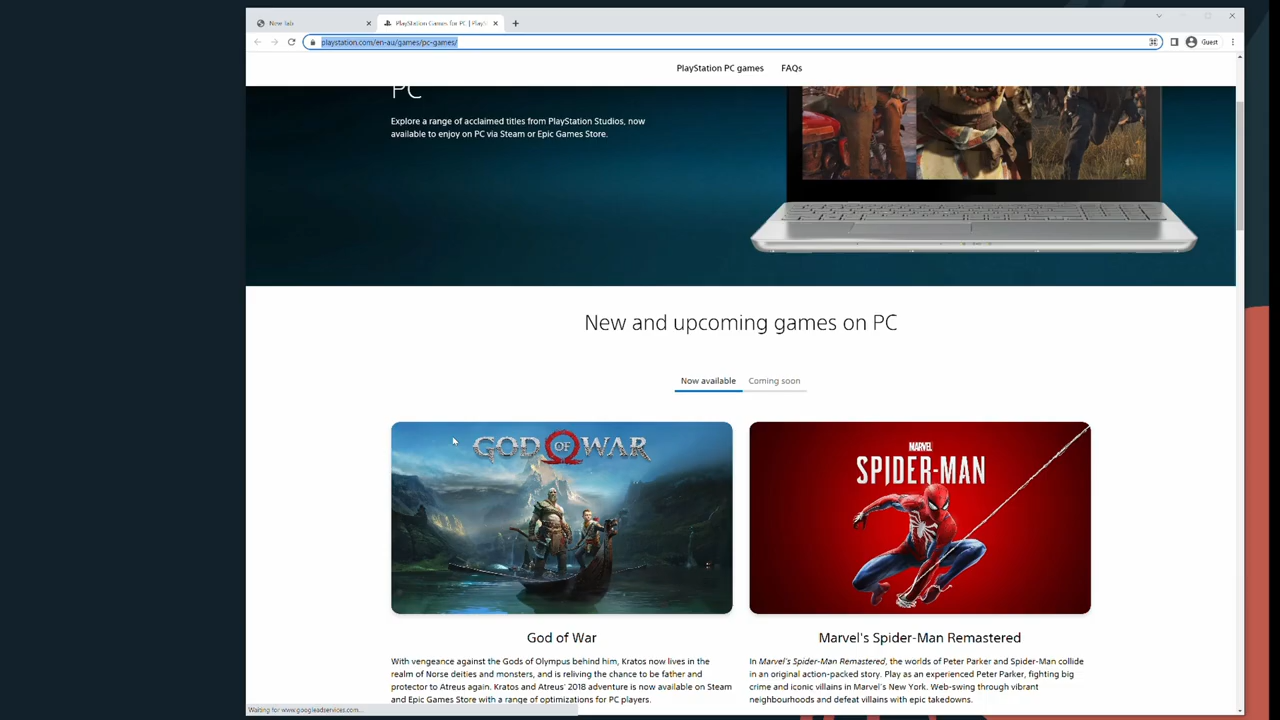 New Tab
PlayStation Games for PC | PlayS
playstation.com/en-au/games/pc-games/
Guest
PlayStation PC games FAQs
PC
Explore a range of acclaimed titles from PlayStation Studios, now
available to enjoy on PC via Steam or Epic Games Store.
New and upcoming games on PC
Now available Coming soon
GOD OF WAR
MARVEL
SPIDER-MAN
God of War
With vengeance against the Gods of Olympus behind him, Kratos now lives in the
realm of Norse deities and monsters, and is reliving the chance to be father and
protector to Atreus again. Kratos and Atreus' 2018 adventure is now available on Steam
and Epic Games Store with a range of optimizations for PC players.
Marvel's Spider-Man Remastered
In Marvel's Spider-Man Remastered, the worlds of Peter Parker and Spider-Man collide
in an original action-packed story. Play as an experienced Peter Parker, fighting big
crime and iconic villains in Marvel's New York. Web-swing through vibrant
neighbourhoods and defeat villains with epic takedowns.
Waiting for www.googleadservices.com...